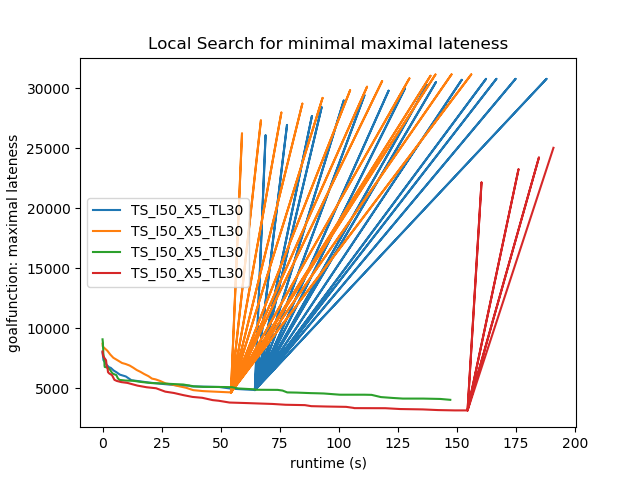 Local Search for minimal maximal lateness
goalfunction: maximal lateness
30000
25000
20000
15000
10000
5000
TS_I50_X5_TL30
TS_I50_X5_TL30
TS_I50_X5_TL30
TS_I50_X5_TL30
0 25 50 75 100 125 150 175 200
runtime (s)